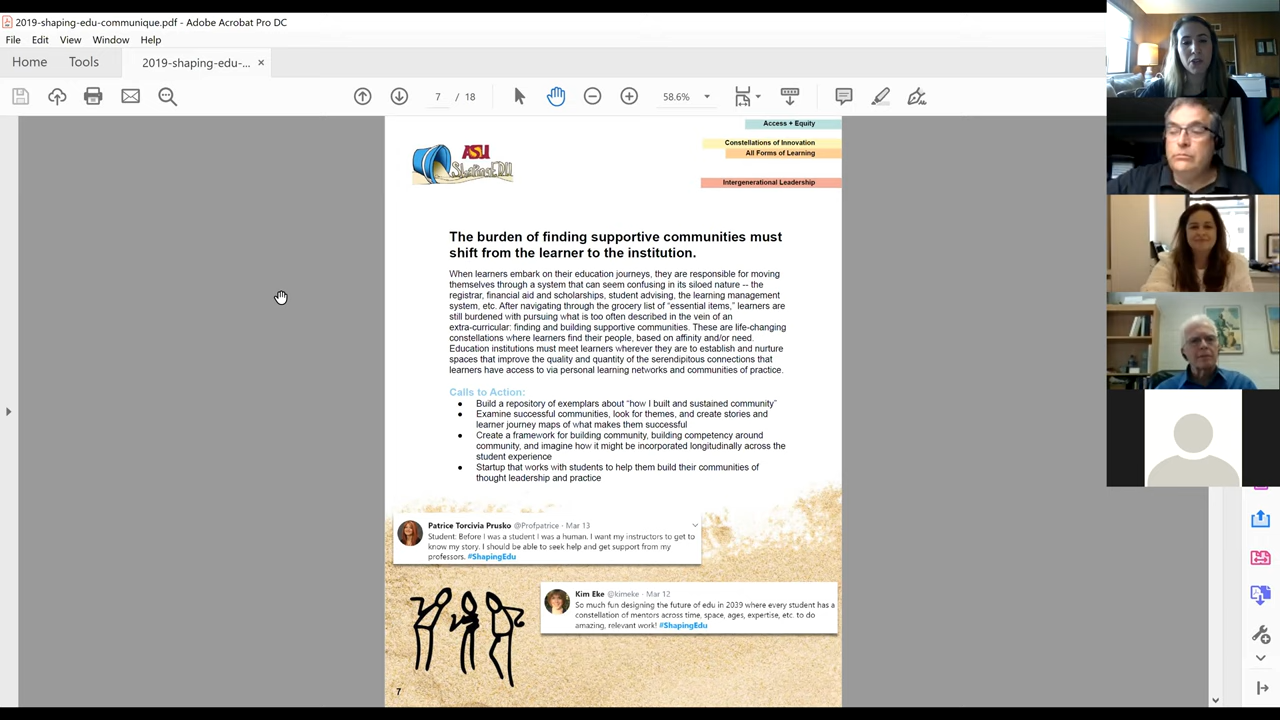 2019-shaping-edu-communique.pdf - Adobe Acrobat Pro DC
File Edit View Window Help
Home Tools 2019-shaping-edu-... ×
7 / 18 58.6%
Access + Equity
Constellations of Innovation
All Forms of Learning
Intergenerational Leadership
ASU
ShapingEDU
The burden of finding supportive communities must
shift from the learner to the institution.
When learners embark on their education journeys, they are responsible for moving
themselves through a system that can seem confusing in its siloed nature -- the
registrar, financial aid and scholarships, student advising, the learning management
system, etc. After navigating through the grocery list of “essential items,” learners are
still burdened with pursuing what is too often described in the vein of an
extra-curricular: finding and building supportive communities. These are life-changing
constellations where learners find their people, based on affinity and/or need.
Education institutions must meet learners wherever they are to establish and nurture
spaces that improve the quality and quantity of the serendipitous connections that
learners have access to via personal learning networks and communities of practice.
Calls to Action:
● Build a repository of exemplars about “how I built and sustained community”
● Examine successful communities, look for themes, and create stories and
learner journey maps of what makes them successful
● Create a framework for building community, building competency around
community, and imagine how it might be incorporated longitudinally across the
student experience
● Startup that works with students to help them build their communities of
thought leadership and practice
Patrice Torcivia Prusko @Profpatrice · Mar 13
Student: Before I was a student I was a human. I want my instructors to get to
know my story. I should be able to seek help and get support from my
professors. #ShapingEdu
Kim Eke @kimeke · Mar 12
So much fun designing the future of edu in 2039 where every student has a
constellation of mentors across time, space, ages, expertise, etc. to do
amazing, relevant work! #ShapingEdu
7